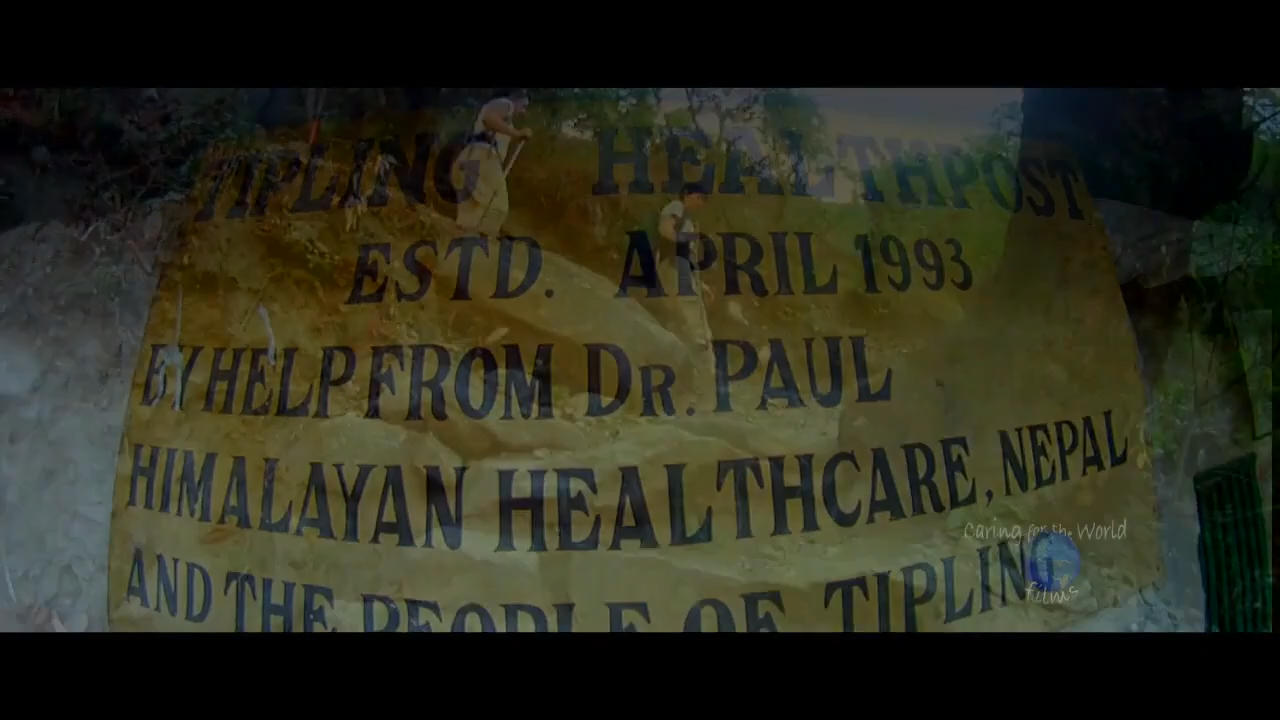 TIPLING HEALTHPOST
ESTD. APRIL 1993
BY HELP FROM DR. PAUL
HIMALAYAN HEALTHCARE, NEPAL
AND THE PEOPLE OF TIPLING
Caring for the World
films